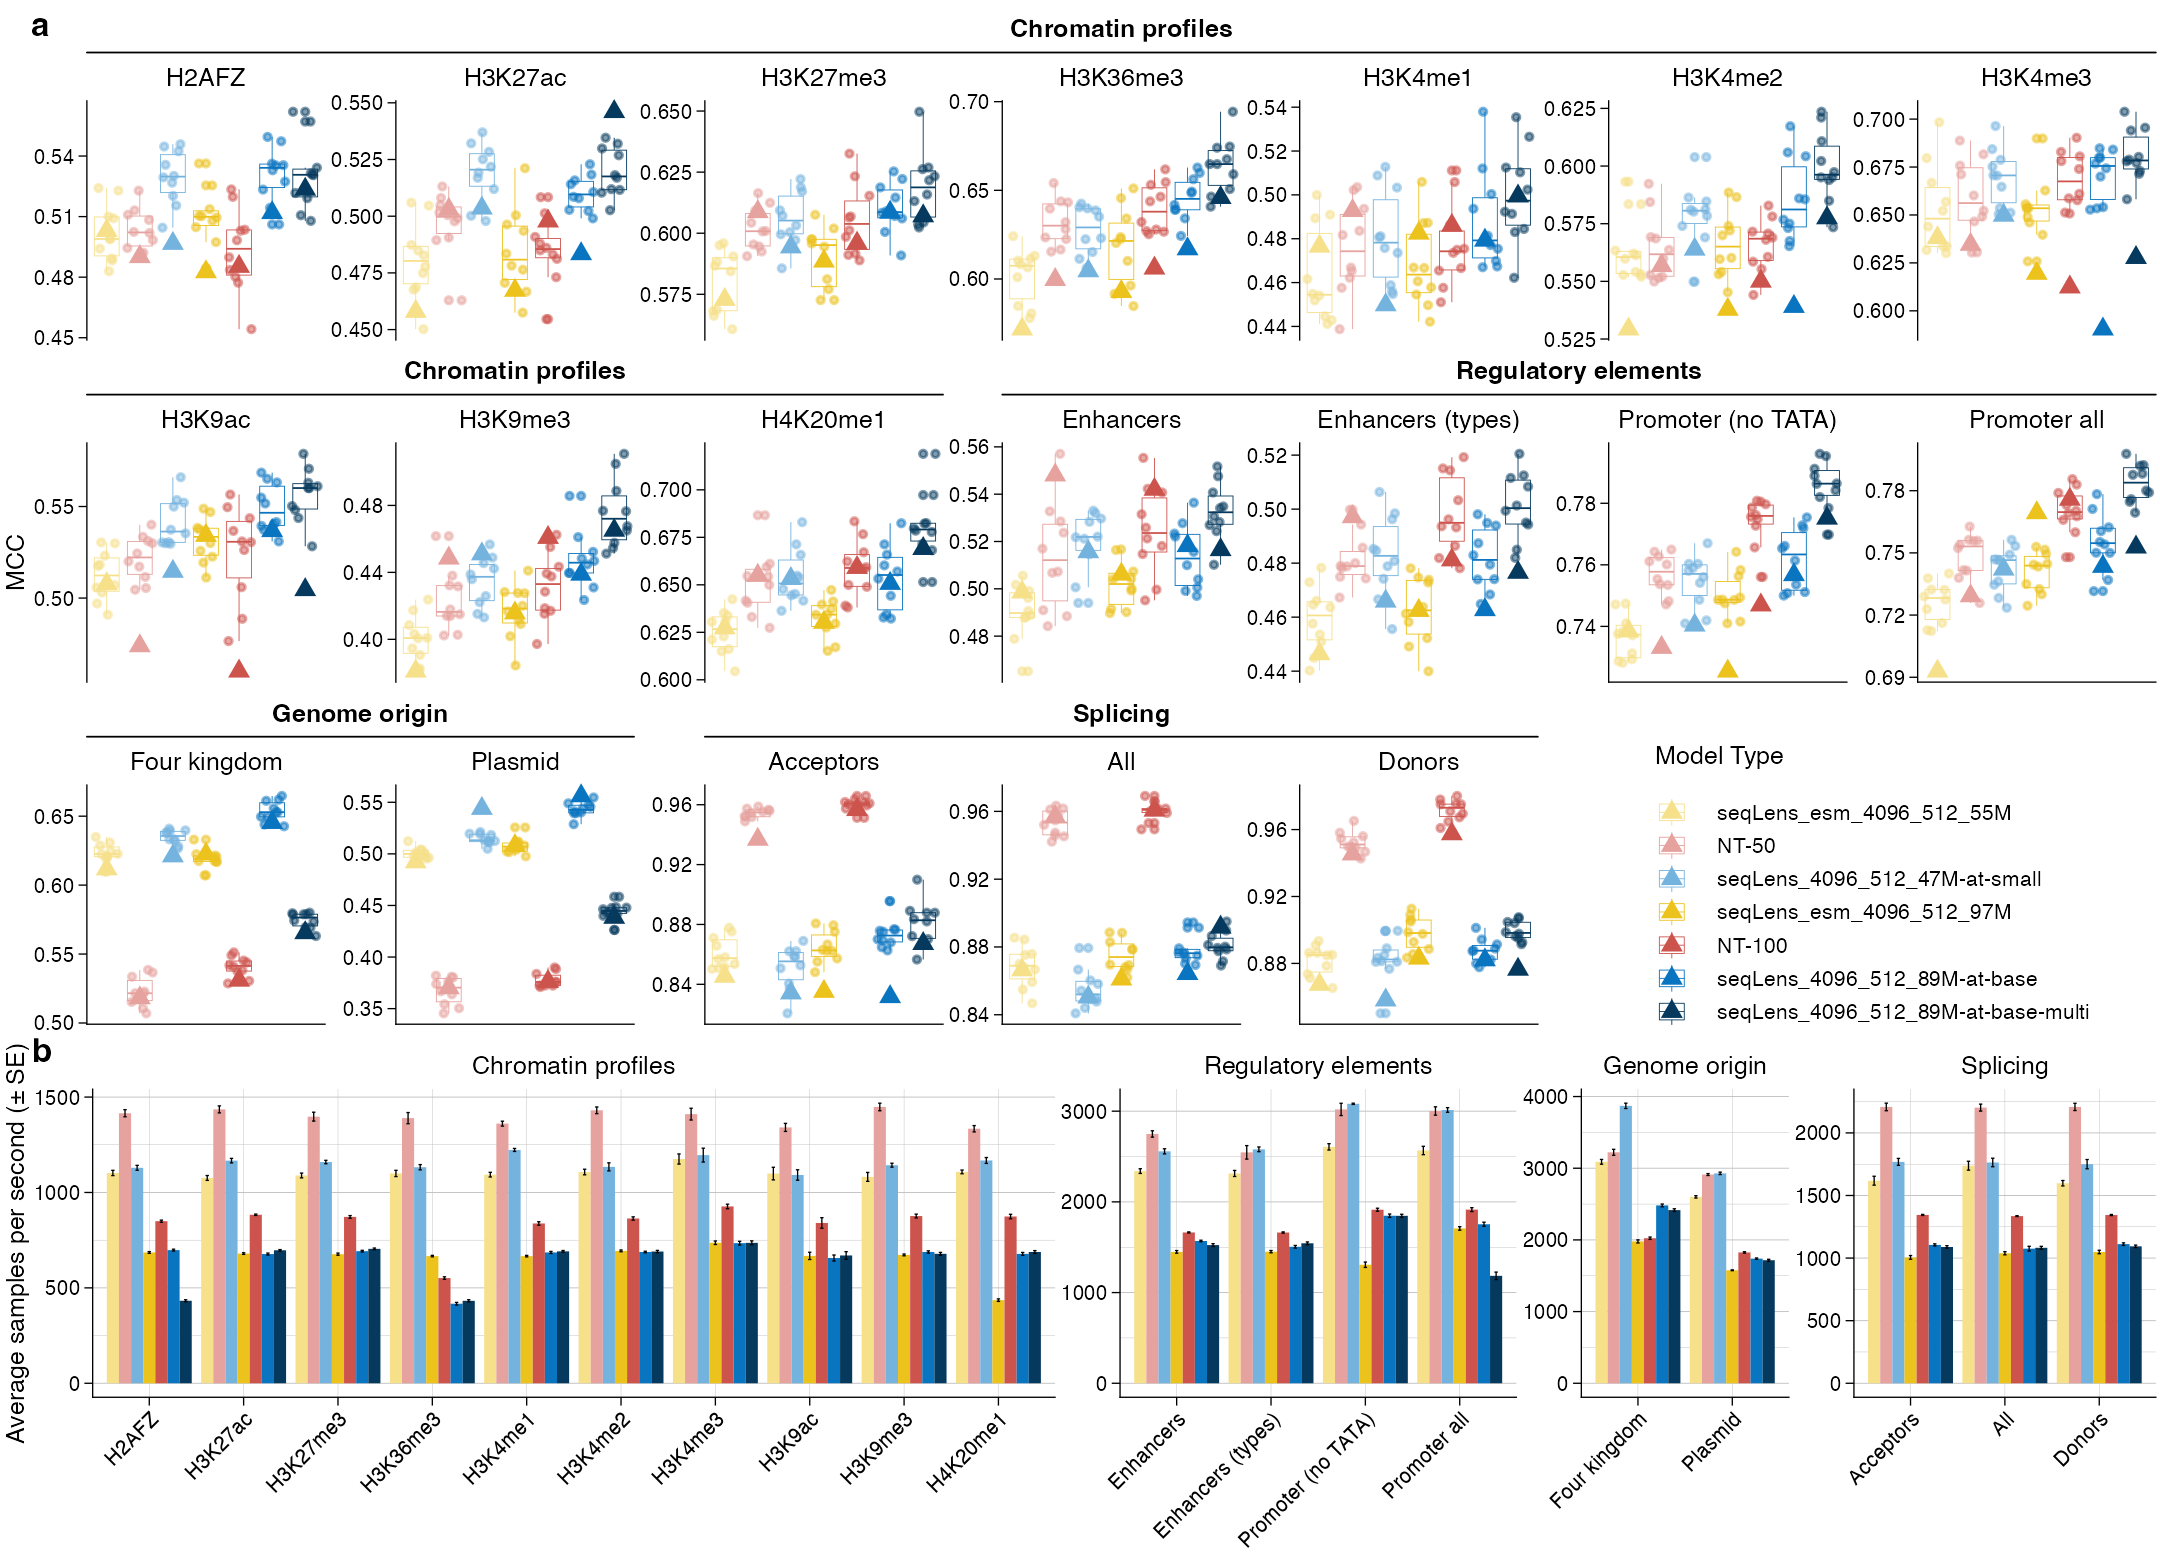 a
Chromatin profiles
H2AFZ H3K27ac H3K27me3 H3K36me3 H3K4me1 H3K4me2 H3K4me3
0.54 0.51 0.48 0.45
0.550 0.525 0.500 0.475 0.450
0.650 0.625 0.600 0.575
0.70 0.65 0.60
0.54 0.52 0.50 0.48 0.46 0.44
0.625 0.600 0.575 0.550 0.525
0.700 0.675 0.650 0.625 0.600
Chromatin profiles Regulatory elements
H3K9ac H3K9me3 H4K20me1 Enhancers Enhancers (types) Promoter (no TATA) Promoter all
MCC
0.55 0.50
0.48 0.44 0.40
0.700 0.675 0.650 0.625 0.600
0.56 0.54 0.52 0.50 0.48
0.52 0.50 0.48 0.46 0.44
0.78 0.76 0.74
0.78 0.75 0.72 0.69
Genome origin Splicing
Four kingdom Plasmid Acceptors All Donors
0.65 0.60 0.55 0.50
0.55 0.50 0.45 0.40 0.35
0.96 0.92 0.88 0.84
0.96 0.92 0.88 0.84
0.96 0.92 0.88
Model Type
seqLens_esm_4096_512_55M
NT-50
seqLens_4096_512_47M-at-small
seqLens_esm_4096_512_97M
NT-100
seqLens_4096_512_89M-at-base
seqLens_4096_512_89M-at-base-multi
b
Average samples per second (± SE)
Chromatin profiles Regulatory elements Genome origin Splicing
1500 1000 500 0
3000 2000 1000 0
4000 3000 2000 1000 0
2000 1500 1000 500 0
H2AFZ H3K27ac H3K27me3 H3K36me3 H3K4me1 H3K4me2 H3K4me3 H3K9ac H3K9me3 H4K20me1
Enhancers Enhancers (types) Promoter (no TATA) Promoter all
Four kingdom Plasmid
Acceptors All Donors